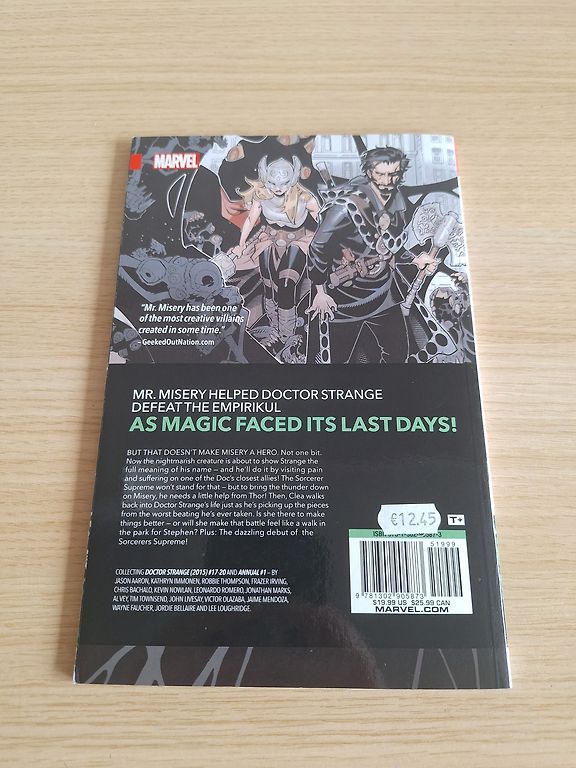 MARVEL
"Mr. Misery has been one
of the most creative villains
created in some time."
GeekedOutNation.com
MR. MISERY HELPED DOCTOR STRANGE
DEFEAT THE EMPIRIKUL
AS MAGIC FACED ITS LAST DAYS!
BUT THAT DOESN'T MAKE MISERY A HERO. Not one bit.
Now the nightmarish creature is about to show Strange the
full meaning of his name – and he'll do it by visiting pain
and suffering on one of the Doc's closest allies! The Sorcerer
Supreme won't stand for that – but to bring the thunder down
on Misery, he needs a little help from Thor! Then, Clea walks
back into Doctor Strange's life just as he's picking up the pieces
from the worst beating he's ever taken. Is she there to make
things better – or will she make that battle feel like a walk in
the park for Stephen? Plus: The dazzling debut of the
Sorcerers Supreme!
COLLECTING DOCTOR STRANGE (2015) #17-20 AND ANNUAL #1 – BY
JASON AARON, KATHRYN IMMONEN, ROBBIE THOMPSON, FRAZER IRVING,
CHRIS BACHALO, KEVIN NOWLAN, LEONARDO ROMERO, JONATHAN MARKS,
AL VEY, TIM TOWNSEND, JOHN LIVESAY, VICTOR OLAZABA, JAIME MENDOZA,
WAYNE FAUCHER, JORDIE BELLAIRE AND LEE LOUGHRIDGE.
€12.45
T+
51999
9 781302 905873
$19.99 US $25.99 CAN
MARVEL.COM